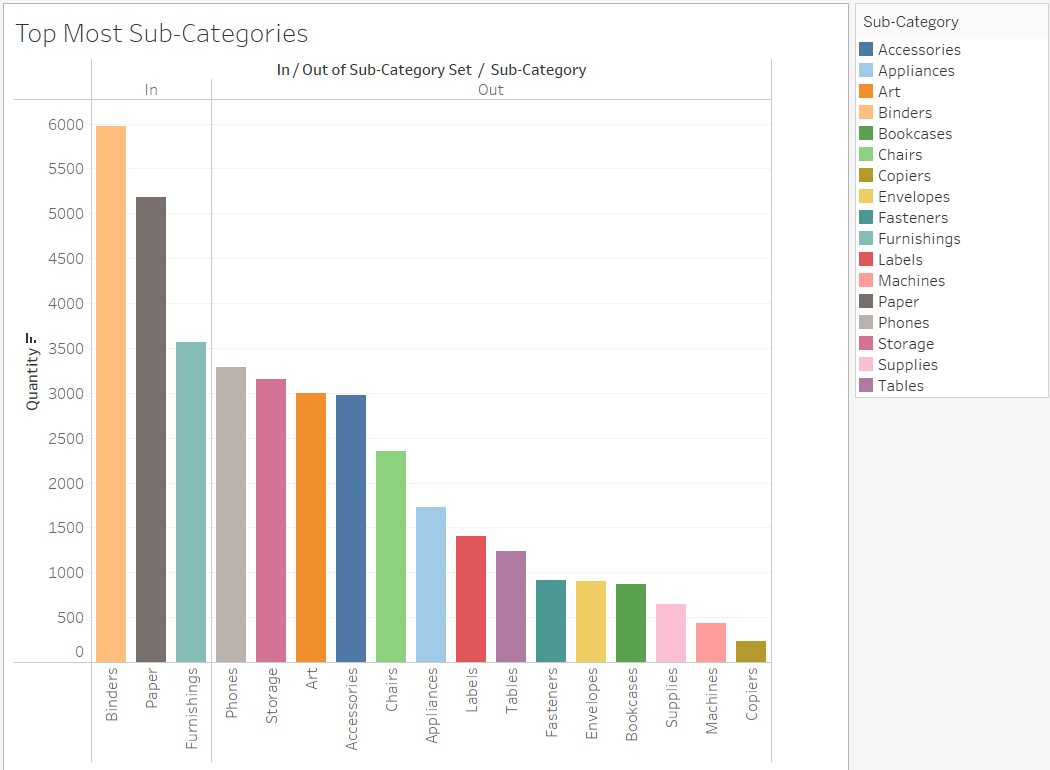 Top Most Sub-Categories
In / Out of Sub-Category Set / Sub-Category
In
Out
Quantity
6000
5500
5000
4500
4000
3500
3000
2500
2000
1500
1000
500
0
Binders
Paper
Furnishings
Phones
Storage
Art
Accessories
Chairs
Appliances
Labels
Tables
Fasteners
Envelopes
Bookcases
Supplies
Machines
Copiers
Sub-Category
Accessories
Appliances
Art
Binders
Bookcases
Chairs
Copiers
Envelopes
Fasteners
Furnishings
Labels
Machines
Paper
Phones
Storage
Supplies
Tables